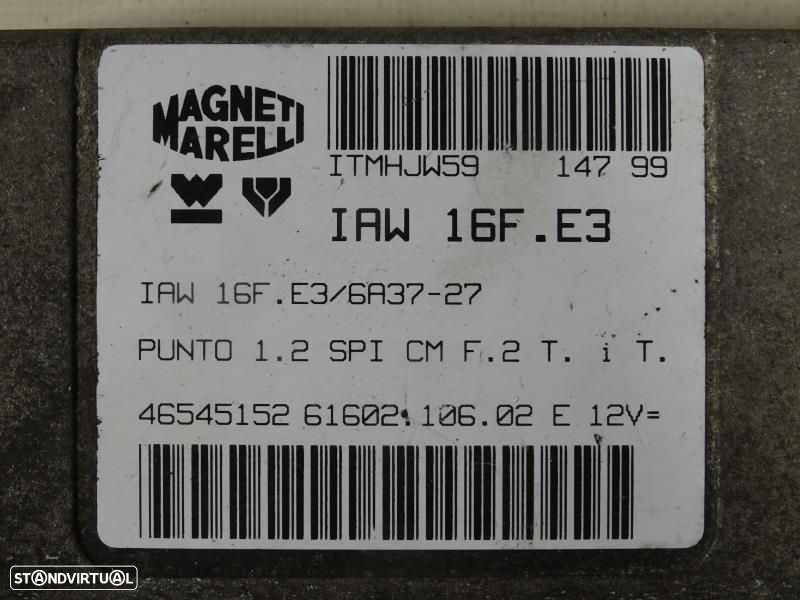 MAGNETI
MARELLI
ITMHJW59 147 99
IAW 16F.E3
IAW 16F.E3/6A37-27
PUNTO 1.2 SPI CM F.2 T. i T.
46545152 61602.106.02 E 12V=
STANDVIRTUAL